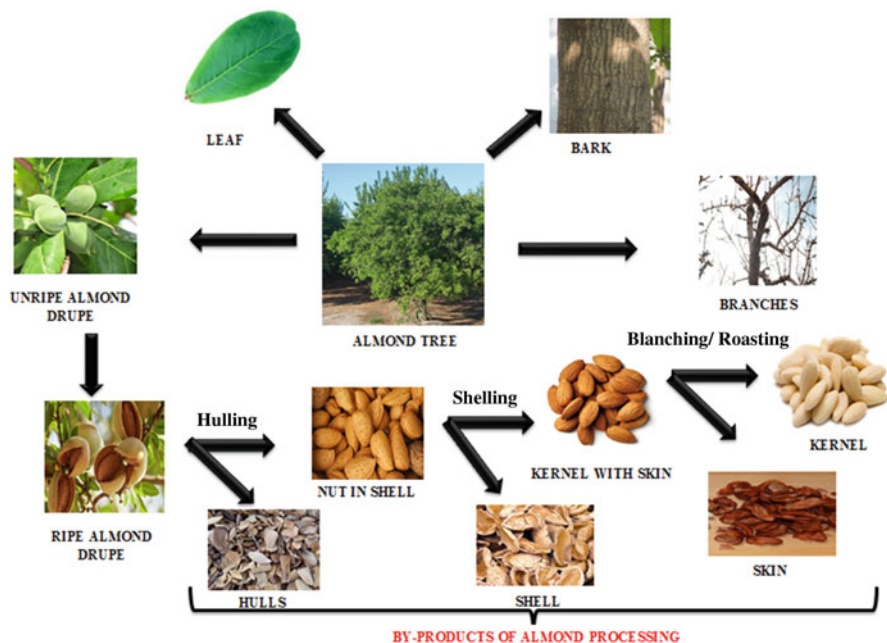 LEAF
BARK
UNRIPE ALMOND
DRUPE
ALMOND TREE
BRANCHES
Blanching/ Roasting
Hulling
Shelling
KERNEL
NUT IN SHELL
KERNEL WITH SKIN
RIPE ALMOND
DRUPE
HULLS
SHELL
SKIN
BY-PRODUCTS OF ALMOND PROCESSING